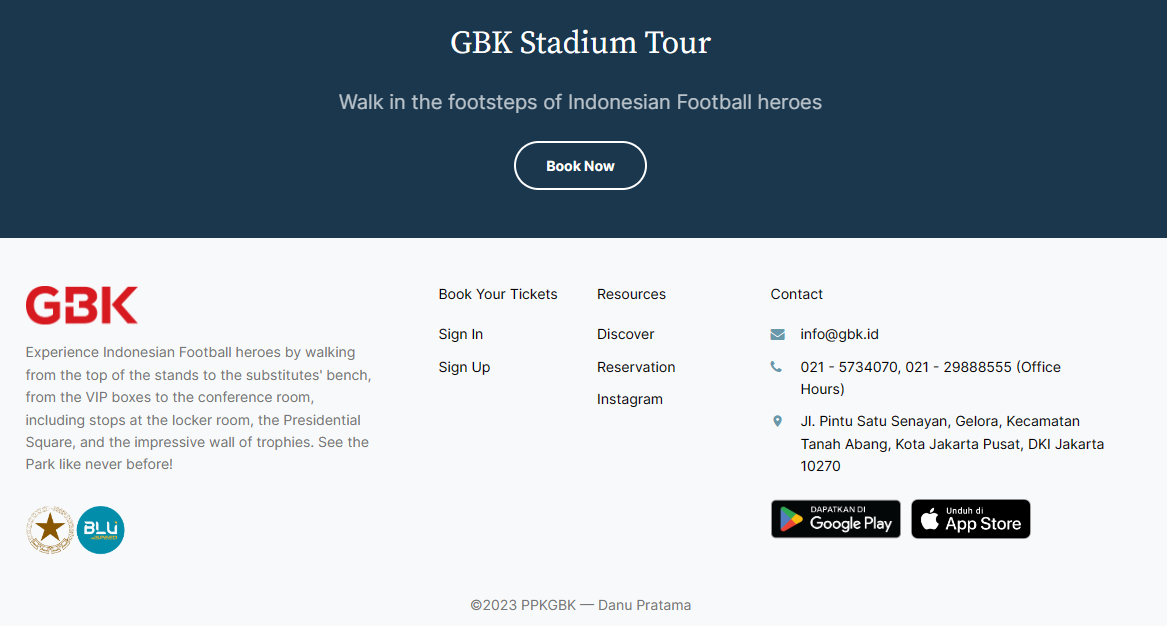 GBK Stadium Tour
Walk in the footsteps of Indonesian Football heroes
Book Now
GBK
Experience Indonesian Football heroes by walking
from the top of the stands to the substitutes' bench,
from the VIP boxes to the conference room,
including stops at the locker room, the Presidential
Square, and the impressive wall of trophies. See the
Park like never before!
BLU
SPEED
Book Your Tickets
Sign In
Sign Up
Resources
Discover
Reservation
Instagram
Contact
info@gbk.id
021 - 5734070, 021 - 29888555 (Office
Hours)
Jl. Pintu Satu Senayan, Gelora, Kecamatan
Tanah Abang, Kota Jakarta Pusat, DKI Jakarta
10270
DAPATKAN DI
Google Play
Unduh di
App Store
©2023 PPKGBK — Danu Pratama